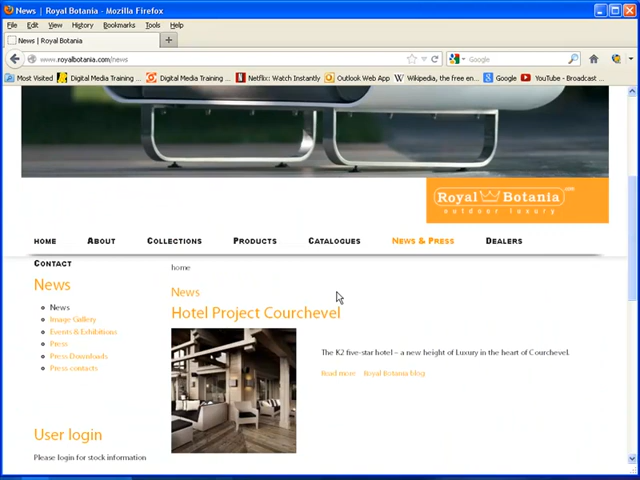 News | Royal Botania - Mozilla Firefox
File Edit View History Bookmarks Tools Help
News | Royal Botania
www.royalbotania.com/news
Google
Most Visited Digital Media Training ... Digital Media Training ... Netflix: Watch Instantly Outlook Web App Wikipedia, the free en... Google YouTube - Broadcast ...
Royal Botania .com
outdoor luxury
HOME ABOUT COLLECTIONS PRODUCTS CATALOGUES NEWS & PRESS DEALERS
CONTACT
home
News
News
Image Gallery
Events & Exhibitions
Press
Press Downloads
Press contacts
News
Hotel Project Courchevel
The K2 five-star hotel – a new height of Luxury in the heart of Courchevel.
Read more Royal Botania blog
User login
Please login for stock information